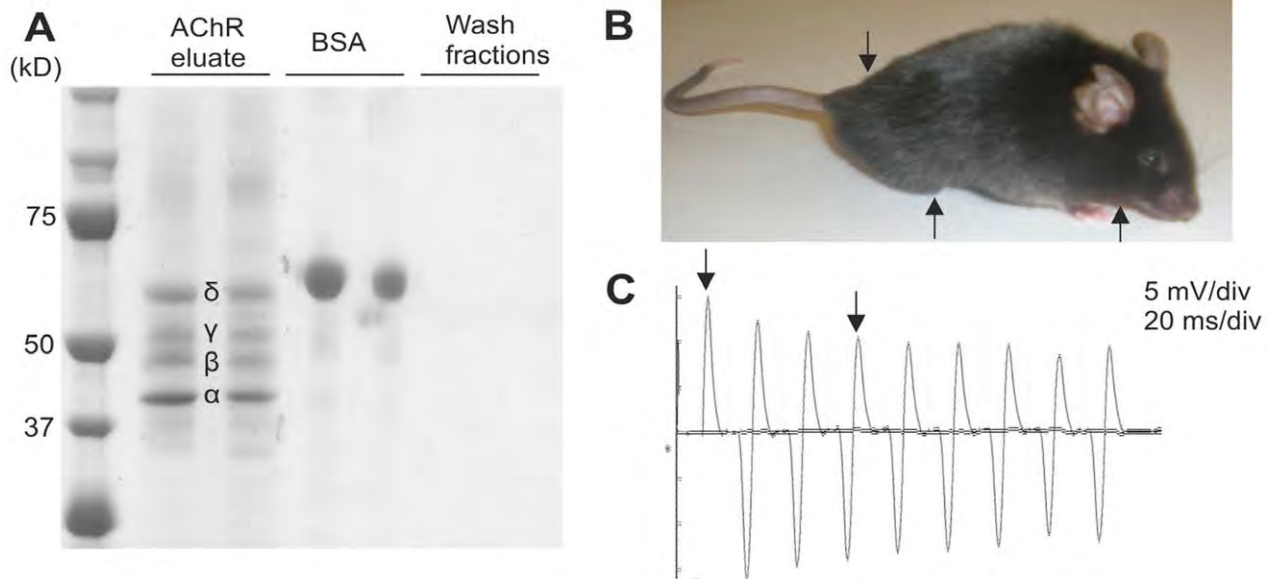 A
(kD)
AChR
eluate
BSA
Wash
fractions
75
50
37
δ
γ
β
α
B
C
5 mV/div
20 ms/div